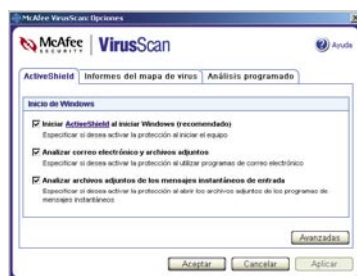 McAfee VirusScan: Opciones
McAfee SECURITY
VirusScan
Ayuda
ActiveShield
Informes del mapa de virus
Análisis programado
Inicio de Windows
Iniciar ActiveShield al iniciar Windows (recomendado)
Especificar si desea activar la protección al iniciar el equipo
Analizar correo electrónico y archivos adjuntos
Especificar si desea activar la protección al utilizar programas de correo electrónico
Analizar archivos adjuntos de los mensajes instantáneos de entrada
Especificar si desea activar la protección al abrir los archivos adjuntos de los programas de
mensajes instantáneos
Avanzadas
Aceptar
Cancelar
Aplicar